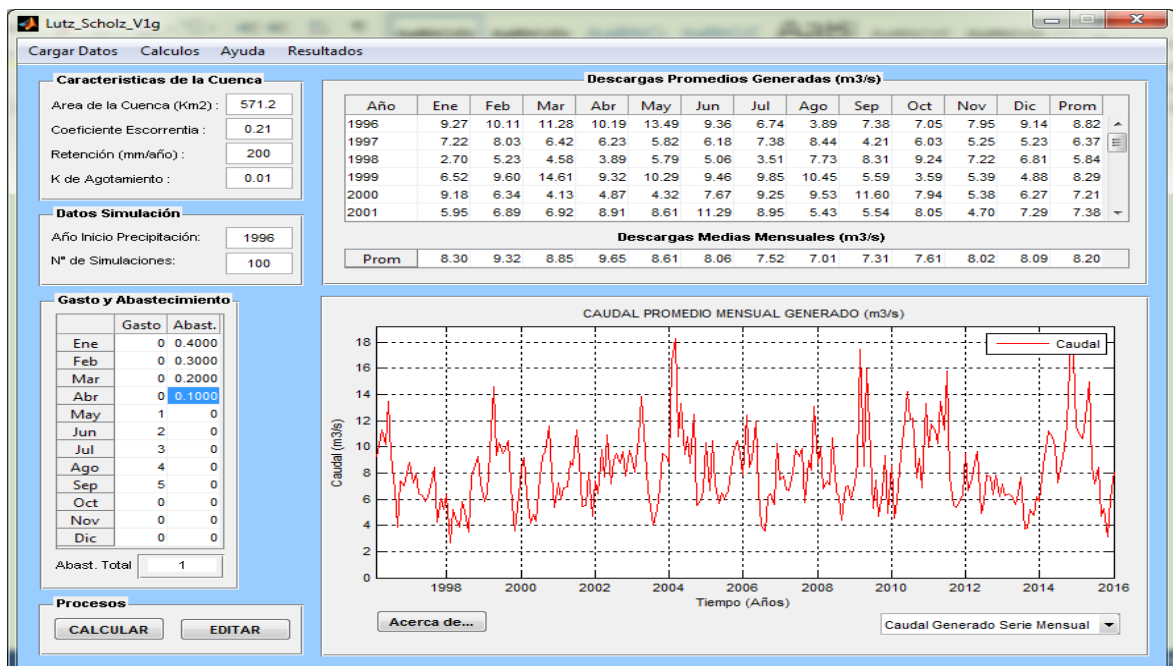 Lutz_Scholz_V1g
Cargar Datos Calculos Ayuda Resultados
Caracteristicas de la Cuenca
Area de la Cuenca (Km2) : 571.2
Coeficiente Escorrentia : 0.21
Retención (mm/año) : 200
K de Agotamiento : 0.01
Datos Simulación
Año Inicio Precipitación: 1996
N° de Simulaciones: 100
Gasto y Abastecimiento
Gasto Abast.
Ene 0 0.4000
Feb 0 0.3000
Mar 0 0.2000
Abr 0 0.1000
May 1 0
Jun 2 0
Jul 3 0
Ago 4 0
Sep 5 0
Oct 0 0
Nov 0 0
Dic 0 0
Abast. Total 1
Procesos
CALCULAR EDITAR
Descargas Promedios Generadas (m3/s)
Año Ene Feb Mar Abr May Jun Jul Ago Sep Oct Nov Dic Prom
1996 9.27 10.11 11.28 10.19 13.49 9.36 6.74 3.89 7.38 7.05 7.95 9.14 8.82
1997 7.22 8.03 6.42 6.23 5.82 6.18 7.38 8.44 4.21 6.03 5.25 5.23 6.37
1998 2.70 5.23 4.58 3.89 5.79 5.06 3.51 7.73 8.31 9.24 7.22 6.81 5.84
1999 6.52 9.60 14.61 9.32 10.29 9.46 9.85 10.45 5.59 3.59 5.39 4.88 8.29
2000 9.18 6.34 4.13 4.87 4.32 7.67 9.25 9.53 11.60 7.94 5.38 6.27 7.21
2001 5.95 6.89 6.92 8.91 8.61 11.29 8.95 5.43 5.54 8.05 4.70 7.29 7.38
Descargas Medias Mensuales (m3/s)
Prom 8.30 9.32 8.85 9.65 8.61 8.06 7.52 7.01 7.31 7.61 8.02 8.09 8.20
CAUDAL PROMEDIO MENSUAL GENERADO (m3/s)
Caudal
Caudal (m3/s)
18
16
14
12
10
8
6
4
2
0
1998 2000 2002 2004 2006 2008 2010 2012 2014 2016
Tiempo (Años)
Acerca de...
Caudal Generado Serie Mensual